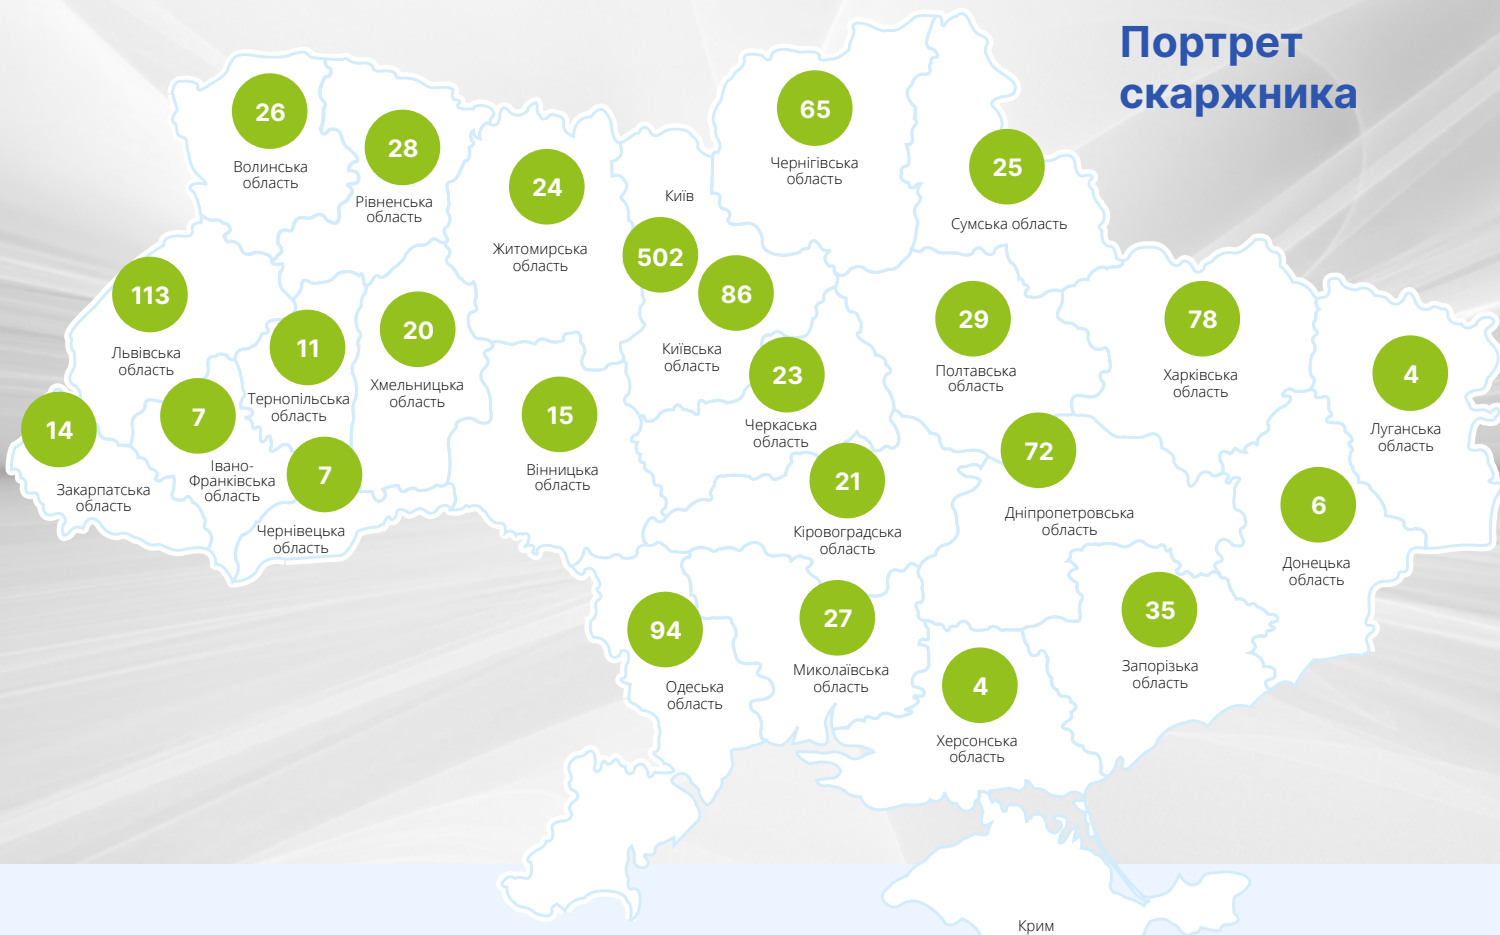 Портрет
скаржника
26
Волинська
область
28
Рівненська
область
24
Житомирська
область
Київ
502
86
Київська
область
65
Чернігівська
область
25
Сумська область
113
Львівська
область
11
Тернопільська
область
20
Хмельницька
область
14
Закарпатська
область
7
Івано-
Франківська
область
7
Чернівецька
область
15
Вінницька
область
23
Черкаська
область
29
Полтавська
область
78
Харківська
область
4
Луганська
область
21
Кіровоградська
область
72
Дніпропетровська
область
6
Донецька
область
94
Одеська
область
27
Миколаївська
область
4
Херсонська
область
35
Запорізька
область
Крим